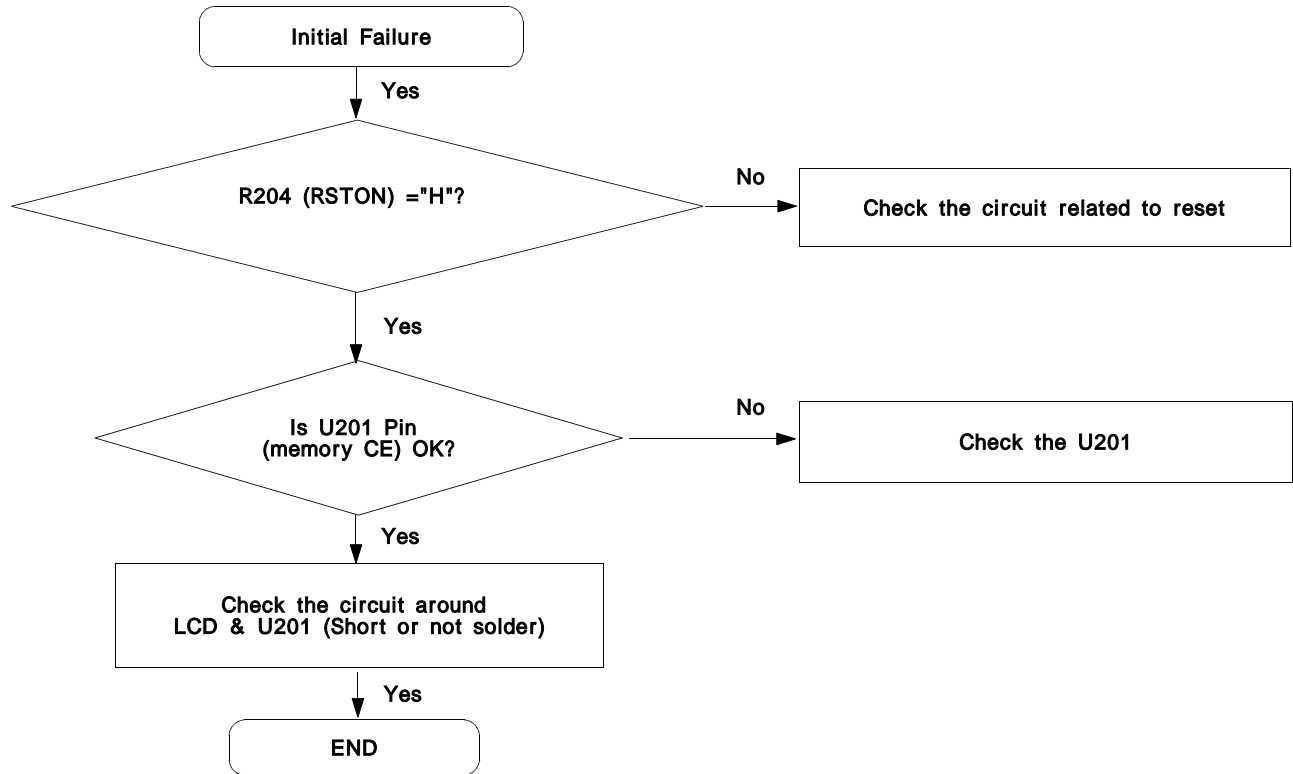 Initial Failure
Yes
R204 (RSTON) ="H"?
No
Check the circuit related to reset
Yes
Is U201 Pin
(memory CE) OK?
No
Check the U201
Yes
Check the circuit around
LCD & U201 (Short or not solder)
Yes
END